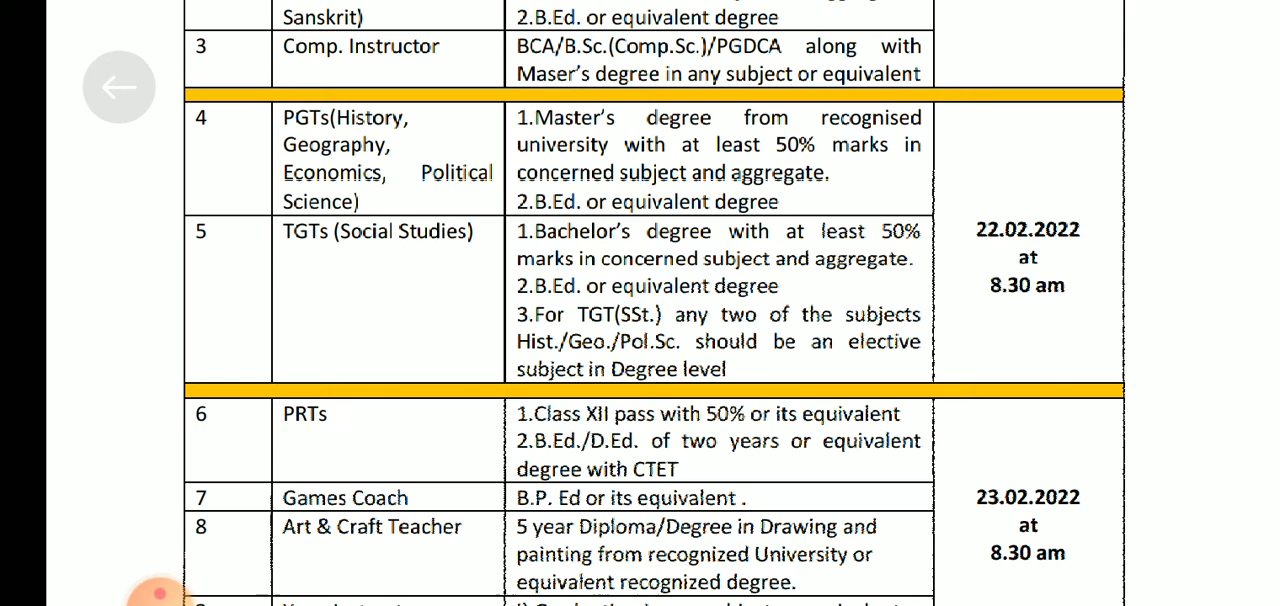 Sanskrit)
2.B.Ed. or equivalent degree
3
Comp. Instructor
BCA/B.Sc.(Comp.Sc.)/PGDCA along with
Maser's degree in any subject or equivalent
4
PGTs(History,
Geography,
Economics, Political
Science)
1.Master's degree from recognised
university with at least 50% marks in
concerned subject and aggregate.
2.B.Ed. or equivalent degree
5
TGTs (Social Studies)
1.Bachelor's degree with at least 50%
marks in concerned subject and aggregate.
2.B.Ed. or equivalent degree
3.For TGT(SSt.) any two of the subjects
Hist./Geo./Pol.Sc. should be an elective
subject in Degree level
22.02.2022
at
8.30 am
6
PRTs
1.Class XII pass with 50% or its equivalent
2.B.Ed./D.Ed. of two years or equivalent
degree with CTET
7
Games Coach
B.P. Ed or its equivalent .
8
Art & Craft Teacher
5 year Diploma/Degree in Drawing and
painting from recognized University or
equivalent recognized degree.
23.02.2022
at
8.30 am